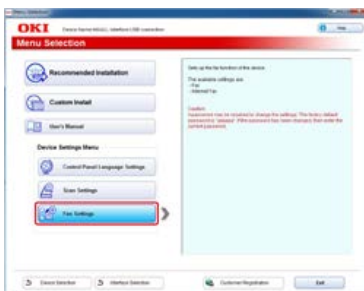 OKI
Menu Selection
Recommended Installation
Custom Install
User's Manual
Device Settings Menu
Control Panel Language Settings
Scan Settings
Fax Settings
Sets up the fax function of the device.
The available settings are
- Fax
- Internet Fax
Caution
Device Selection
Interface Selection
Customer Registration
Exit